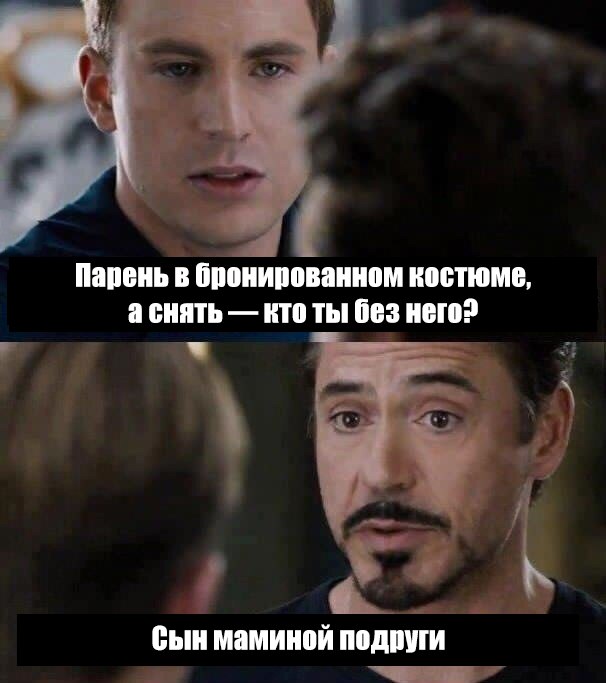 Парень в бронированном костюме,
а снять — кто ты без него?
Сын маминой подруги